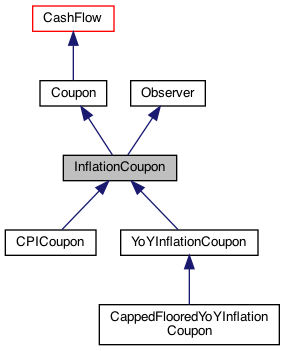 CashFlow
Coupon
Observer
InflationCoupon
CPICoupon
YoYInflationCoupon
CappedFlooredYoYInflation
Coupon